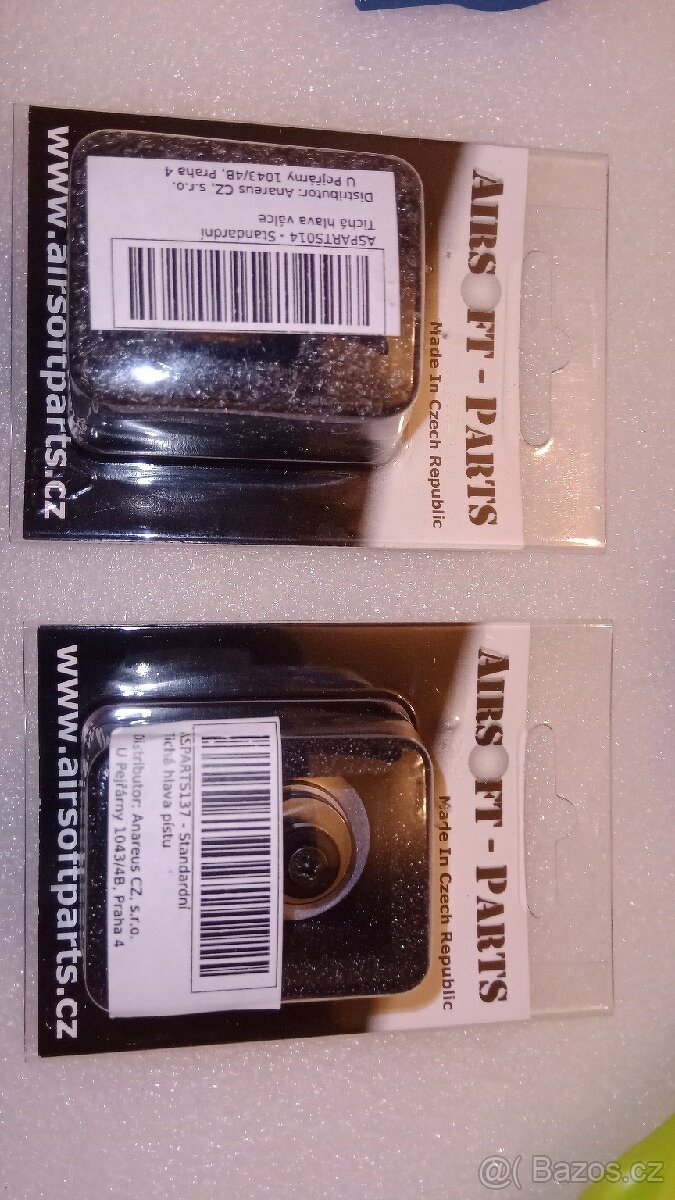 AIRSOFT - PARTS
Made In Czech Republic
ASPARTS014 - Standardní
Tichá hlava válce
Distributor: Anareus CZ, s.r.o.
U Pejřárny 1043/4B, Praha 4
www.airsoftparts.cz
AIRSOFT - PARTS
Made In Czech Republic
ASPARTS137 - Standardní
Tichá hlava pístu
Distributor: Anareus CZ, s.r.o.
U Pejřárny 1043/4B, Praha 4
www.airsoftparts.cz
@ Bazos.cz